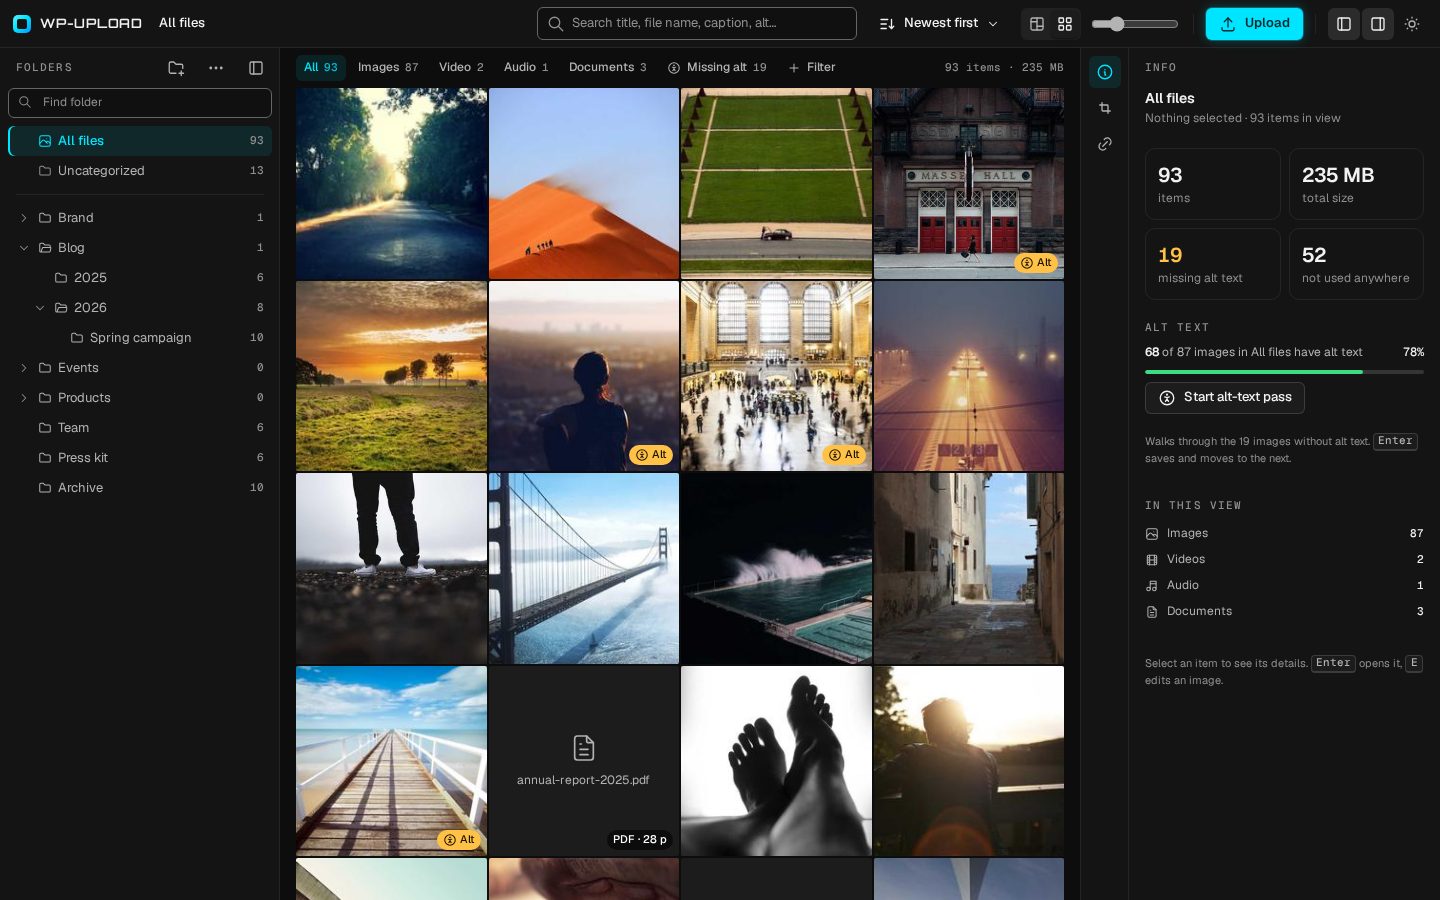 WP-UPLOAD All files
Search title, file name, caption, alt…
Newest first
Upload
FOLDERS
Find folder
All files 93
Uncategorized 13
Brand 1
Blog 1
2025 6
2026 8
Spring campaign 10
Events 0
Products 0
Team 6
Press kit 6
Archive 10
All 93 Images 87 Video 2 Audio 1 Documents 3 Missing alt 19 Filter 93 items · 235 MB
MASSEY HALL
Alt
Alt
Alt
Alt
annual-report-2025.pdf
PDF · 28 p
INFO
All files
Nothing selected · 93 items in view
93
items
235 MB
total size
19
missing alt text
52
not used anywhere
ALT TEXT
68 of 87 images in All files have alt text 78%
Start alt-text pass
Walks through the 19 images without alt text. Enter
saves and moves to the next.
IN THIS VIEW
Images 87
Videos 2
Audio 1
Documents 3
Select an item to see its details. Enter opens it, E
edits an image.